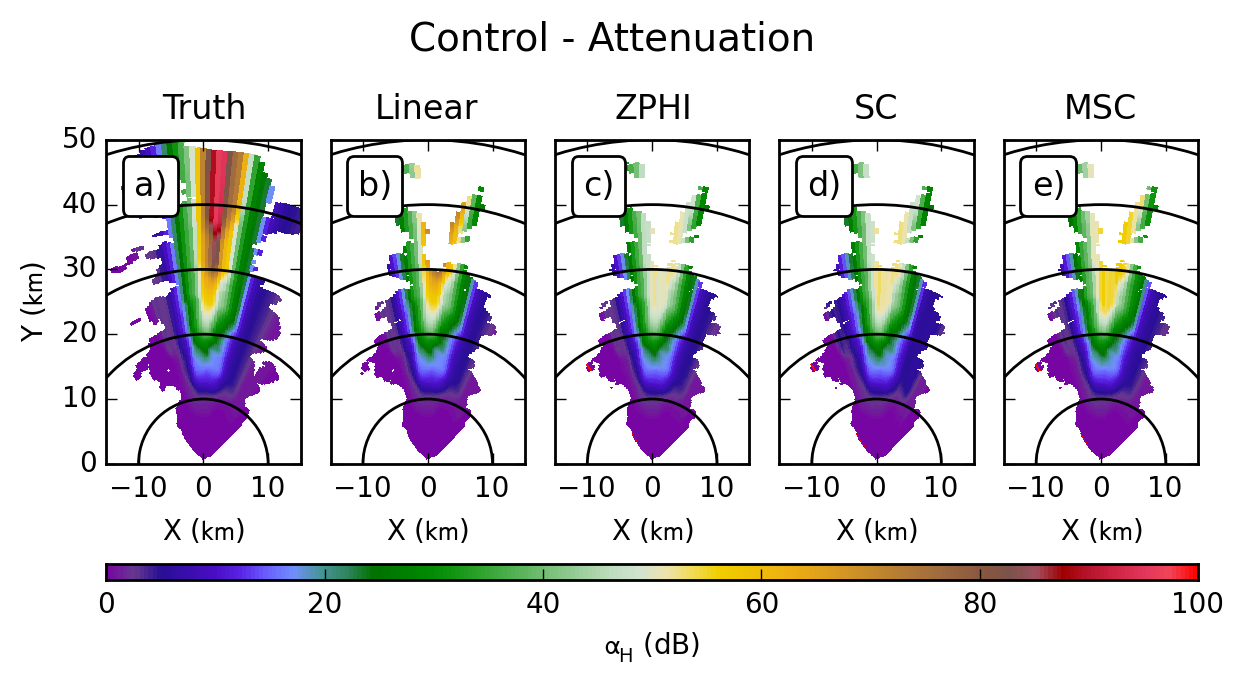 Control - Attenuation
Truth Linear ZPHI SC MSC
a) b) c) d) e)
50
40
30
20
10
0
Y (km)
−10 0 10 −10 0 10 −10 0 10 −10 0 10 −10 0 10
X (km) X (km) X (km) X (km) X (km)
0 20 40 60 80 100
αH (dB)